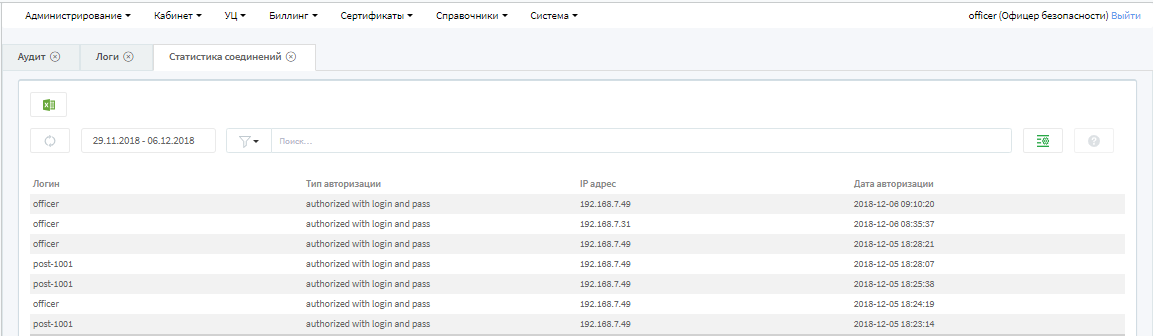 Администрирование Кабинет УЦ Биллинг Сертификаты Справочники Система officer (Офицер безопасности) Выйти
Аудит Логи Статистика соединений
29.11.2018 - 06.12.2018 Поиск...
Логин Тип авторизации IP адрес Дата авторизации
officer authorized with login and pass 192.168.7.49 2018-12-06 09:10:20
officer authorized with login and pass 192.168.7.31 2018-12-06 08:35:37
officer authorized with login and pass 192.168.7.49 2018-12-05 18:28:21
post-1001 authorized with login and pass 192.168.7.49 2018-12-05 18:28:07
post-1001 authorized with login and pass 192.168.7.49 2018-12-05 18:25:38
officer authorized with login and pass 192.168.7.49 2018-12-05 18:24:19
post-1001 authorized with login and pass 192.168.7.49 2018-12-05 18:23:14